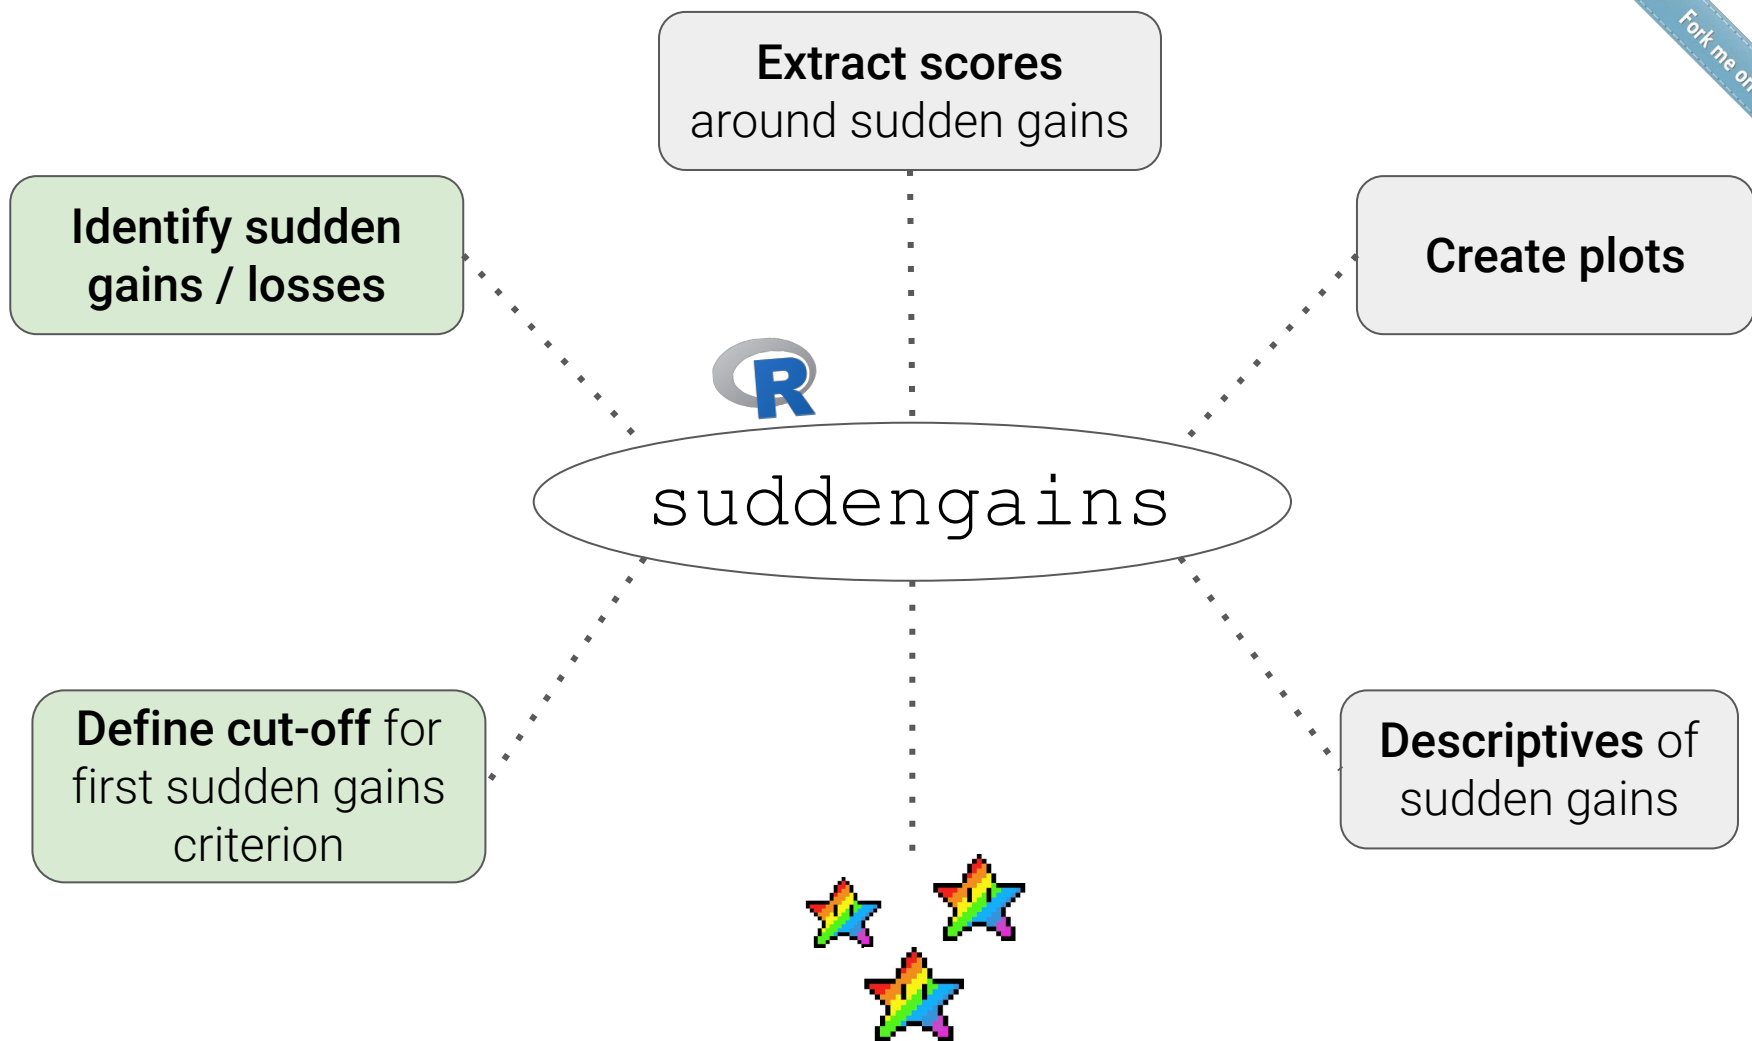 Fork me on
Extract scores
around sudden gains
Identify sudden
gains / losses
Create plots
R
suddengains
Define cut-off for
first sudden gains
criterion
Descriptives of
sudden gains